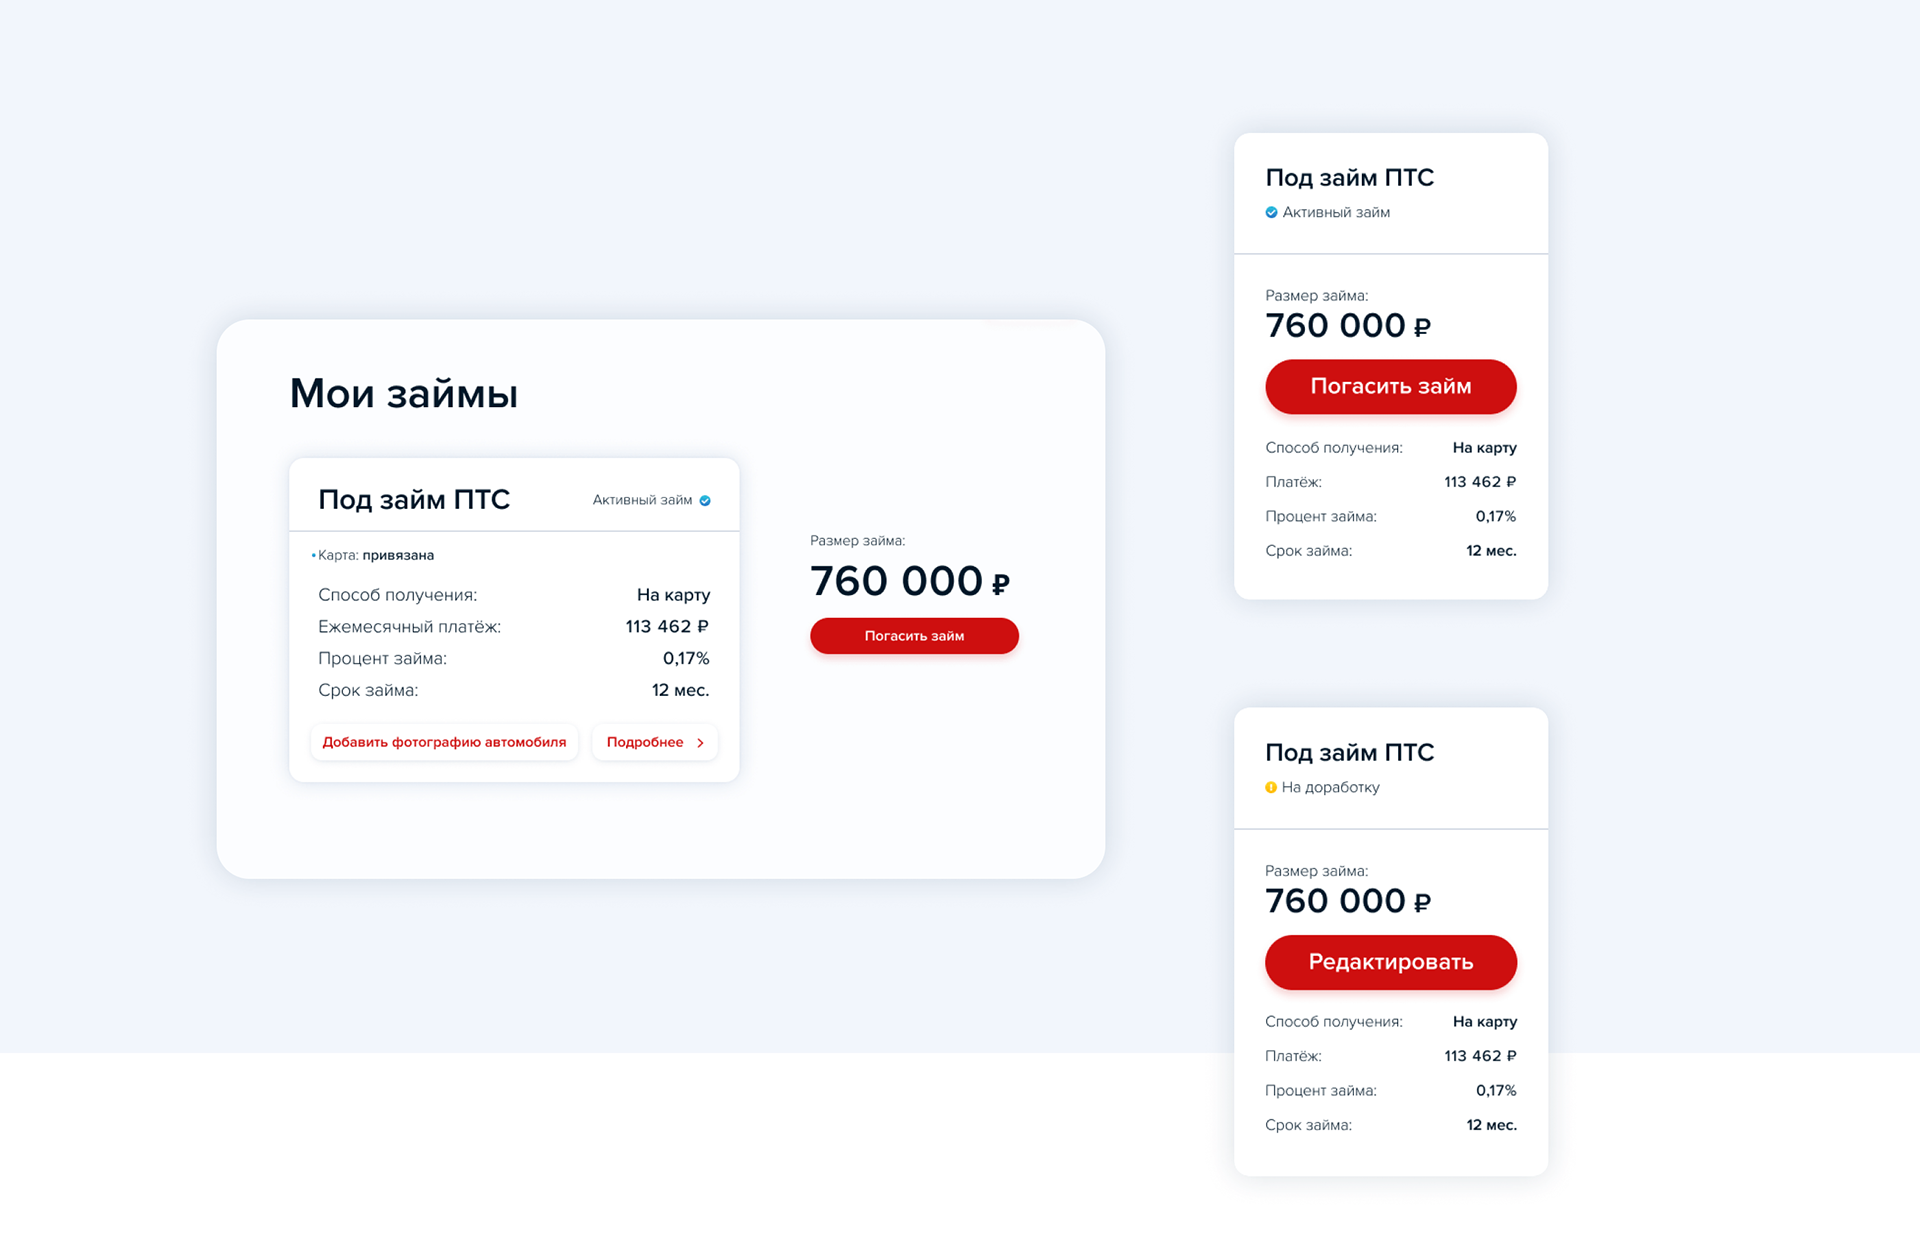 Мои займы
Под займ ПТС
Активный займ
Карта: привязана
Способ получения: На карту
Ежемесячный платёж: 113 462 ₽
Процент займа: 0,17%
Срок займа: 12 мес.
Добавить фотографию автомобиля
Подробнее
Размер займа:
760 000 ₽
Погасить займ
Под займ ПТС
Активный займ
Размер займа:
760 000 ₽
Погасить займ
Способ получения: На карту
Платёж: 113 462 ₽
Процент займа: 0,17%
Срок займа: 12 мес.
Под займ ПТС
На доработку
Размер займа:
760 000 ₽
Редактировать
Способ получения: На карту
Платёж: 113 462 ₽
Процент займа: 0,17%
Срок займа: 12 мес.